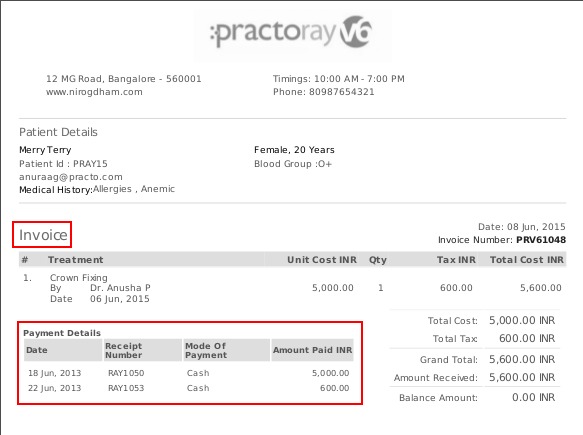 :practoray V6
12 MG Road, Bangalore - 560001
www.nirogdham.com
Timings: 10:00 AM - 7:00 PM
Phone: 80987654321
Patient Details
Merry Terry
Patient Id : PRAY15
anuraag@practo.com
Medical History:Allergies , Anemic
Female, 20 Years
Blood Group :O+
Invoice
Date: 08 Jun, 2015
Invoice Number: PRV61048
# Treatment Unit Cost INR Qty Tax INR Total Cost INR
1. Crown Fixing
By Dr. Anusha P 5,000.00 1 600.00 5,600.00
Date 06 Jun, 2015
Payment Details
Date Receipt Number Mode Of Payment Amount Paid INR
18 Jun, 2013 RAY1050 Cash 5,000.00
22 Jun, 2013 RAY1053 Cash 600.00
Total Cost: 5,000.00 INR
Total Tax: 600.00 INR
Grand Total: 5,600.00 INR
Amount Received: 5,600.00 INR
Balance Amount: 0.00 INR